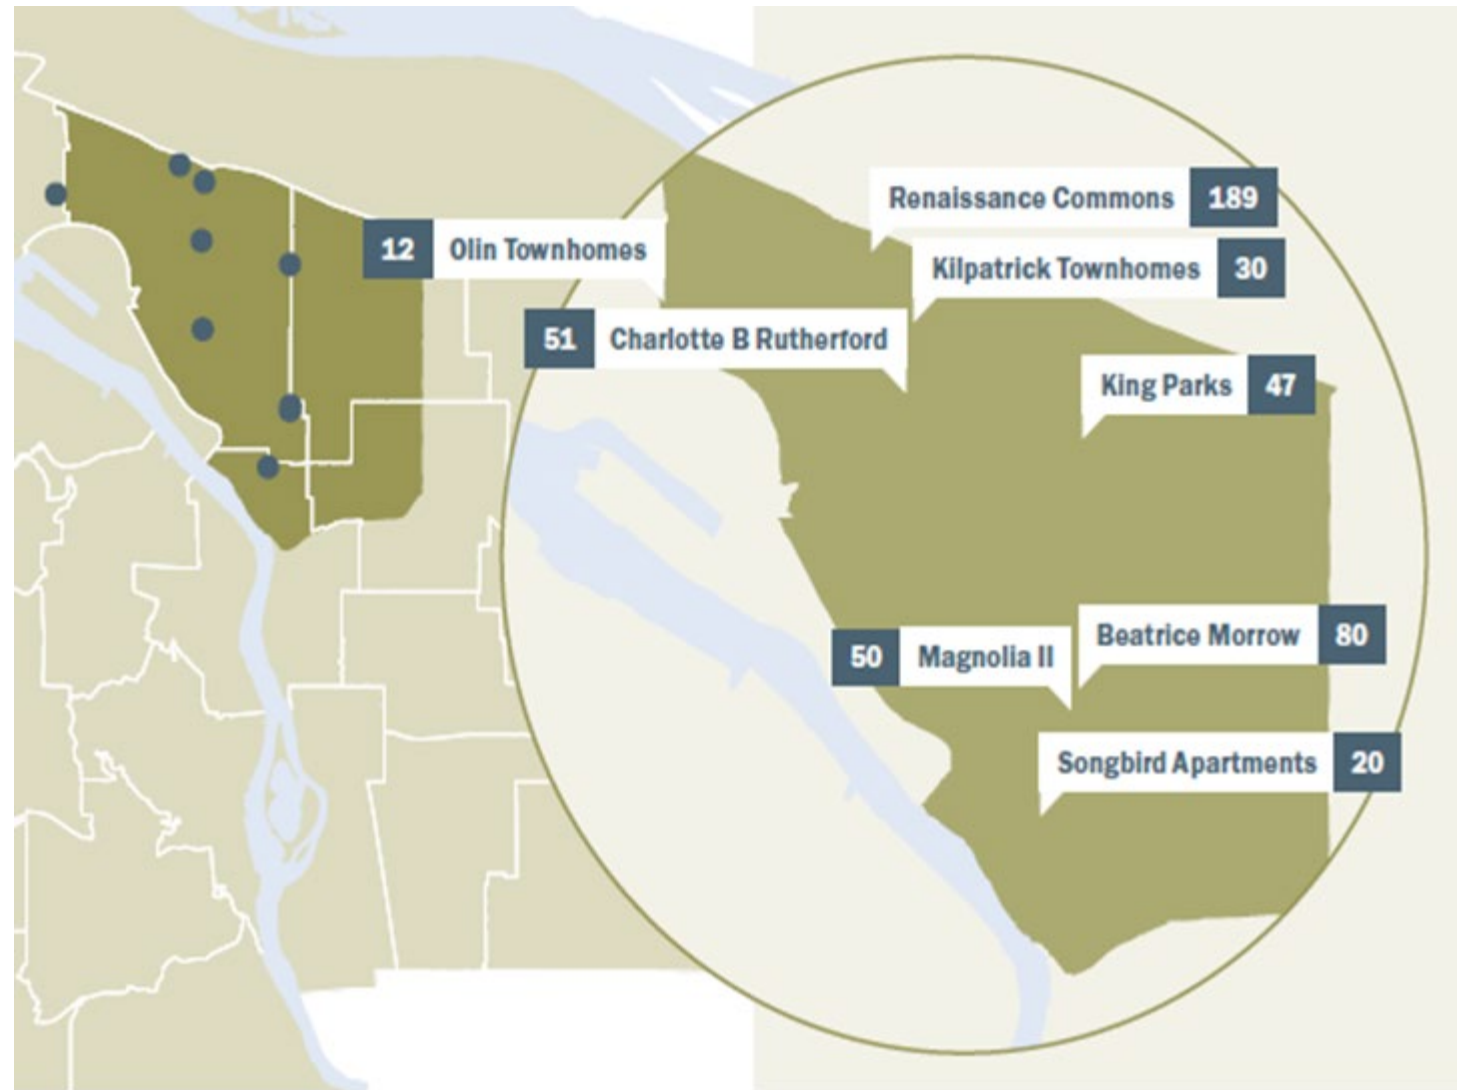 Renaissance Commons 189
12 Olin Townhomes
Kilpatrick Townhomes 30
51 Charlotte B Rutherford
King Parks 47
50 Magnolia II
Beatrice Morrow 80
Songbird Apartments 20